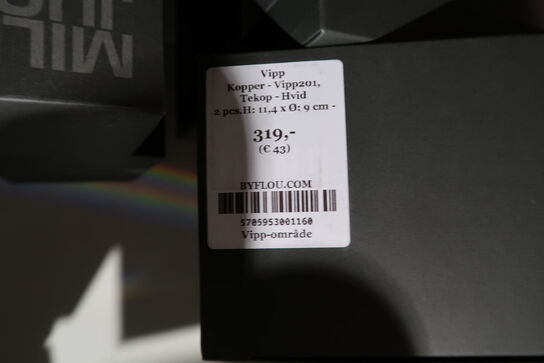 Vipp
Kopper - Vipp201,
Tekop - Hvid
2 pcs.H: 11,4 x Ø: 9 cm -
319,-
(€ 43)
BYFLOU.COM
5705953001160
Vipp-område